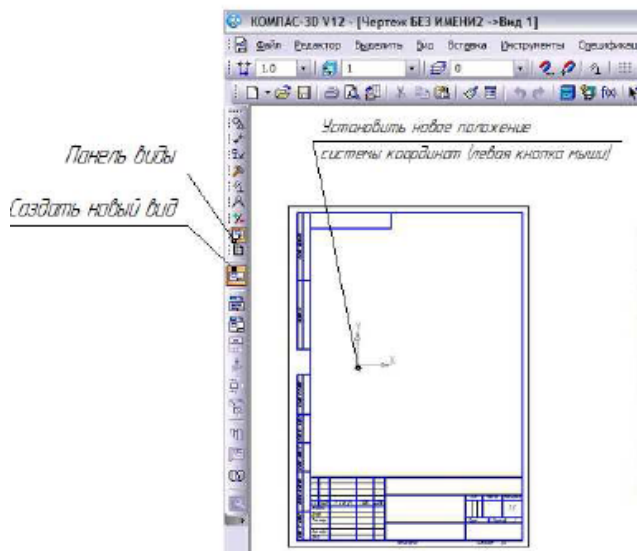 КОМПАС-3D V12 - [Чертеж БЕЗ ИМЕНИ2 ->Вид 1]
Файл Редактор Выделить Вид Вставка Инструменты Спецификац
1.0 1 0
Установить новое положение
системы координат (левая кнопка мыши)
Панель виды
Создать новый вид
Y
X